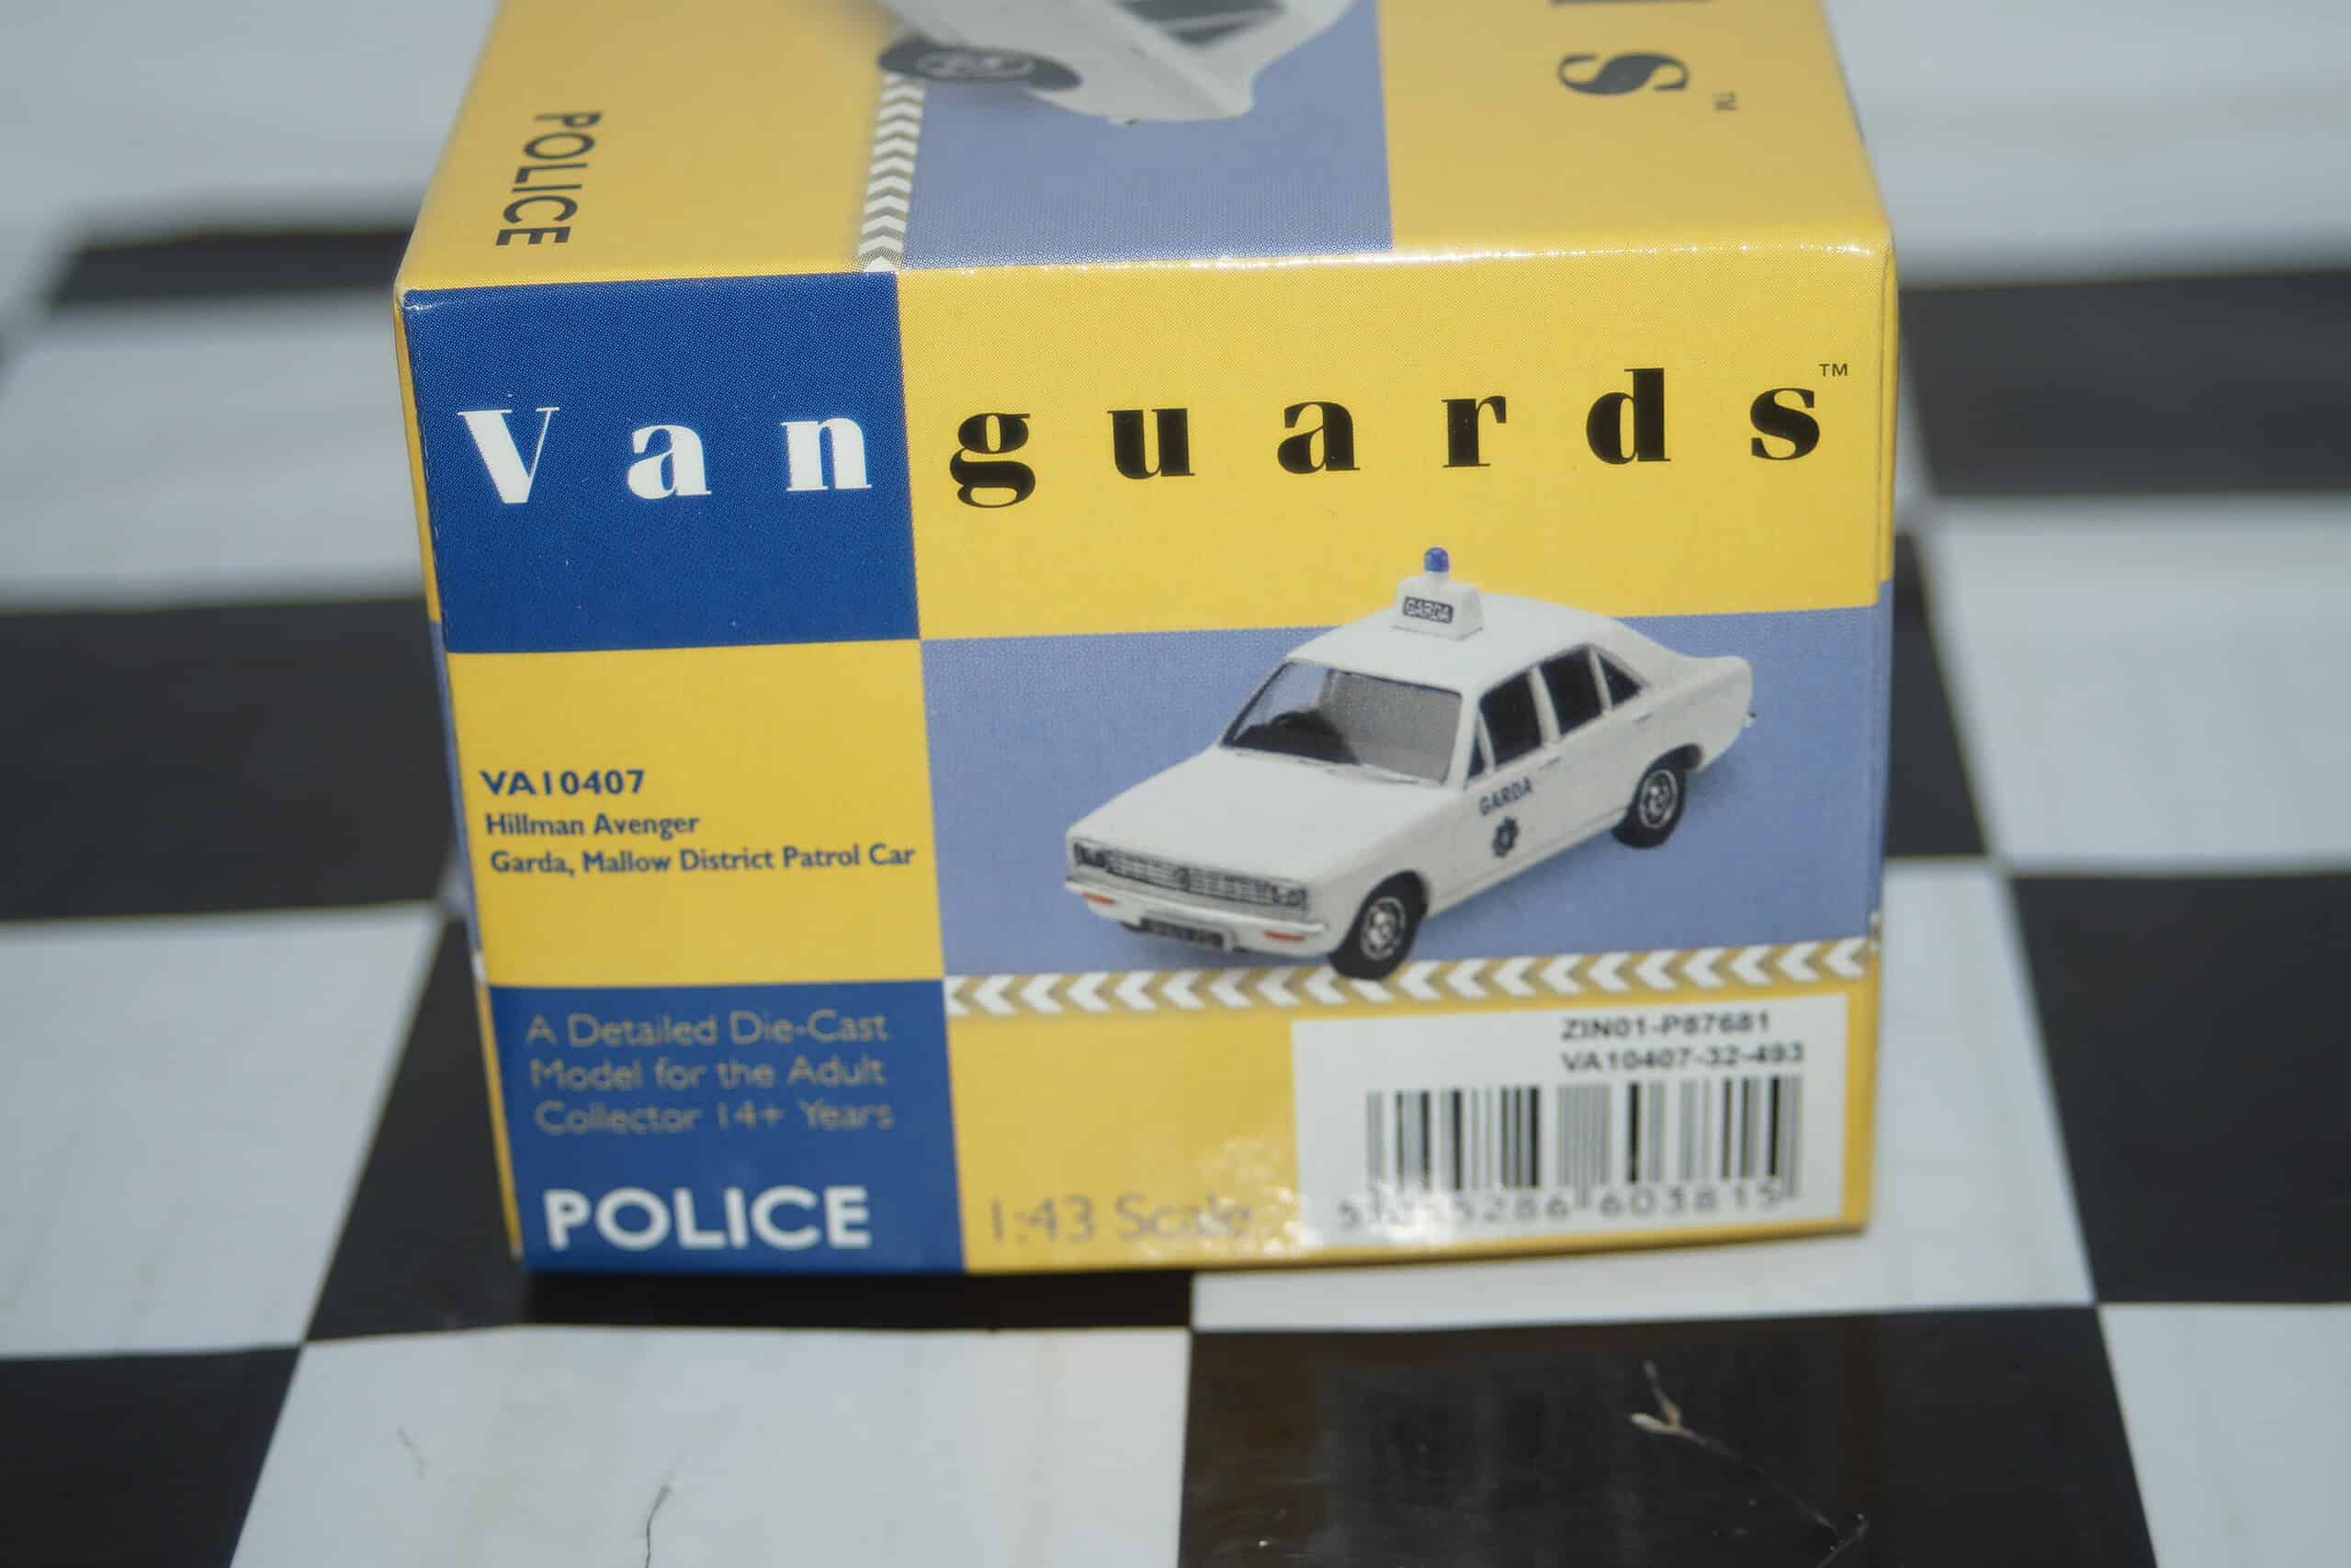 POLICE
ds™
Vanguards™
GARDA
GARDA
VA10407
Hillman Avenger
Garda, Mallow District Patrol Car
A Detailed Die-Cast
Model for the Adult
Collector 14+ Years
POLICE
1:43 Scale
ZIN01-P87681
VA10407-32-493